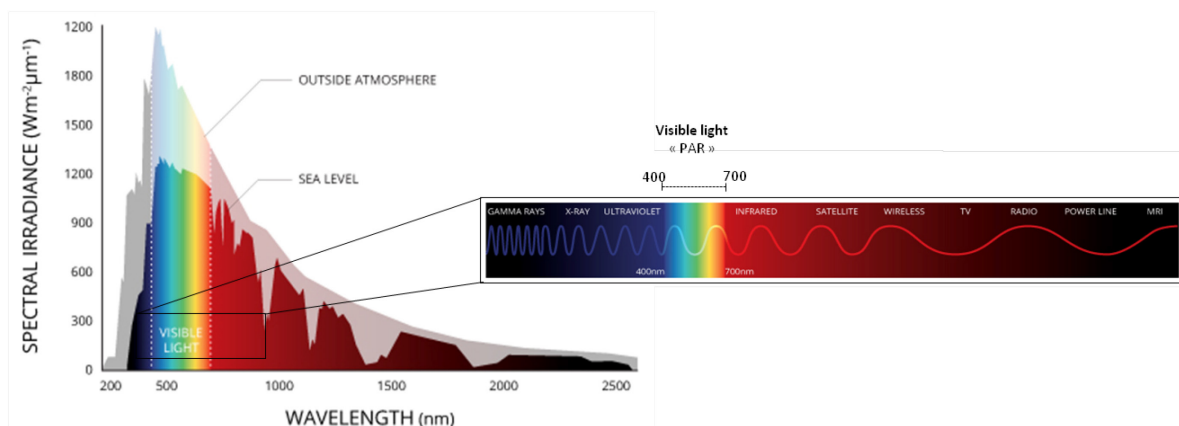 1200
1800
1500
1200
900
600
300
0
SPECTRAL IRRADIANCE (Wm⁻²µm⁻¹)
OUTSIDE ATMOSPHERE
SEA LEVEL
VISIBLE
LIGHT
200 500 1000 1500 2000 2500
WAVELENGTH (nm)
Visible light
« PAR »
400 700
GAMMA RAYS X-RAY ULTRAVIOLET INFRARED SATELLITE WIRELESS TV RADIO POWER LINE MRI
400nm 700nm